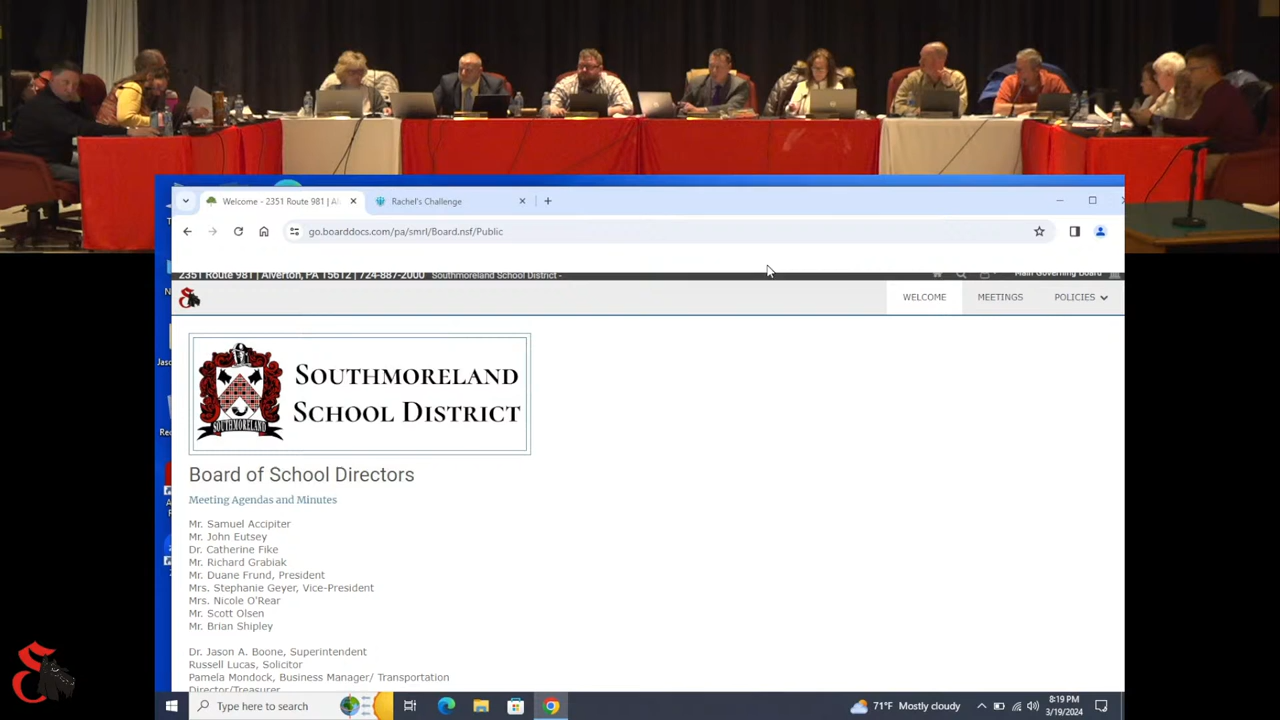 Welcome - 2351 Route 981 | Al
Rachel's Challenge
go.boarddocs.com/pa/smrl/Board.nsf/Public
2351 Route 981 | Alverton, PA 15612 | 724-887-2000 Southmoreland School District -
Main Governing Board
WELCOME MEETINGS POLICIES
SOUTHMORELAND
SOUTHMORELAND
SCHOOL DISTRICT
Board of School Directors
Meeting Agendas and Minutes
Mr. Samuel Accipiter
Mr. John Eutsey
Dr. Catherine Fike
Mr. Richard Grabiak
Mr. Duane Frund, President
Mrs. Stephanie Geyer, Vice-President
Mrs. Nicole O'Rear
Mr. Scott Olsen
Mr. Brian Shipley
Dr. Jason A. Boone, Superintendent
Russell Lucas, Solicitor
Pamela Mondock, Business Manager/ Transportation
Director/Treasurer
Type here to search
71°F Mostly cloudy
8:19 PM
3/19/2024